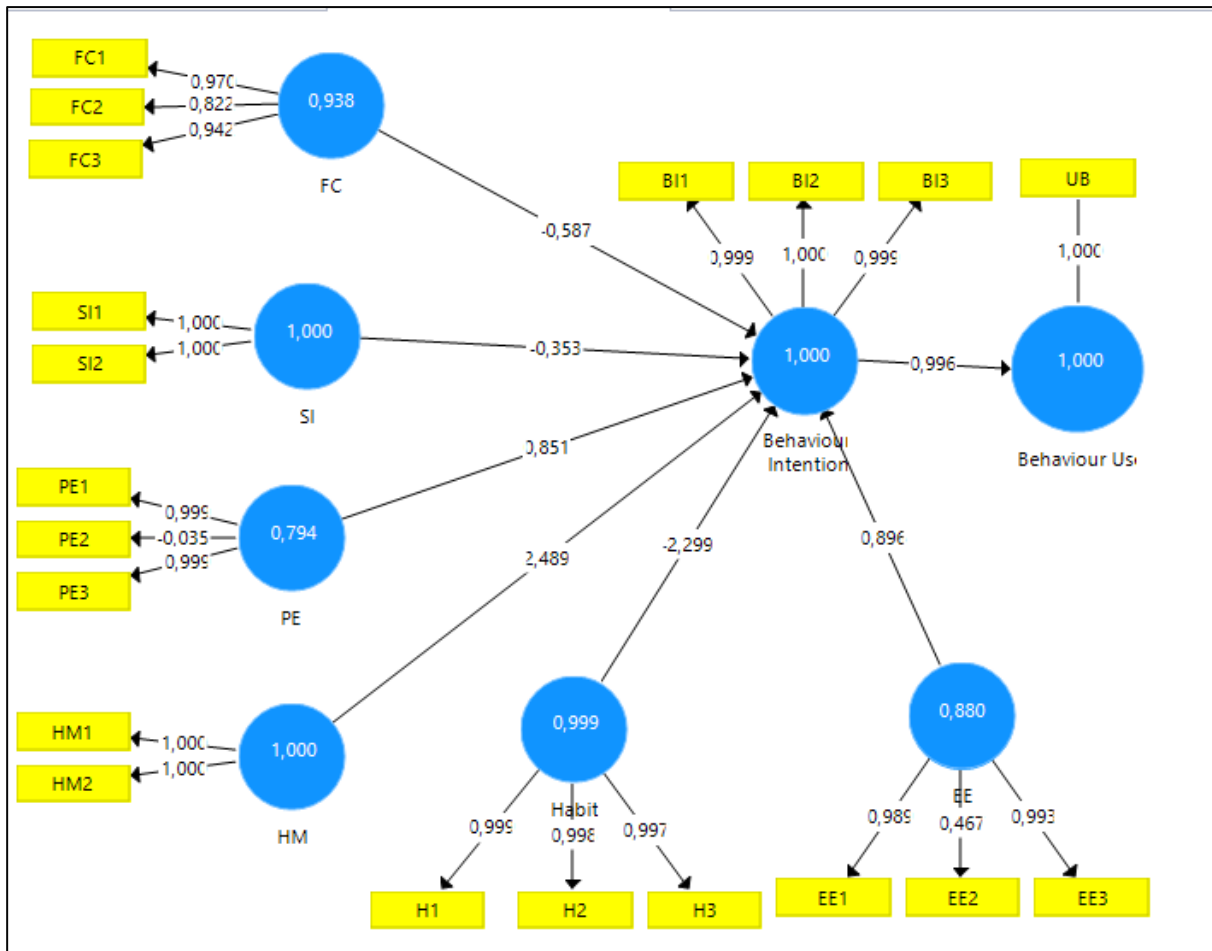 FC1
FC2
FC3
0,970
0,822
0,942
0,938
FC
-0,587
SI1
SI2
1,000
1,000
1,000
SI
-0,353
PE1
PE2
PE3
0,999
-0,035
0,999
0,794
PE
0,851
HM1
HM2
1,000
1,000
1,000
HM
2,489
BI1
BI2
BI3
0,999
1,000
0,999
1,000
Behaviour
Intention
0,996
UB
1,000
1,000
Behaviour Use
-2,299
0,896
0,999
Habit
0,999
0,998
0,997
H1
H2
H3
0,880
EE
0,989
0,467
0,993
EE1
EE2
EE3